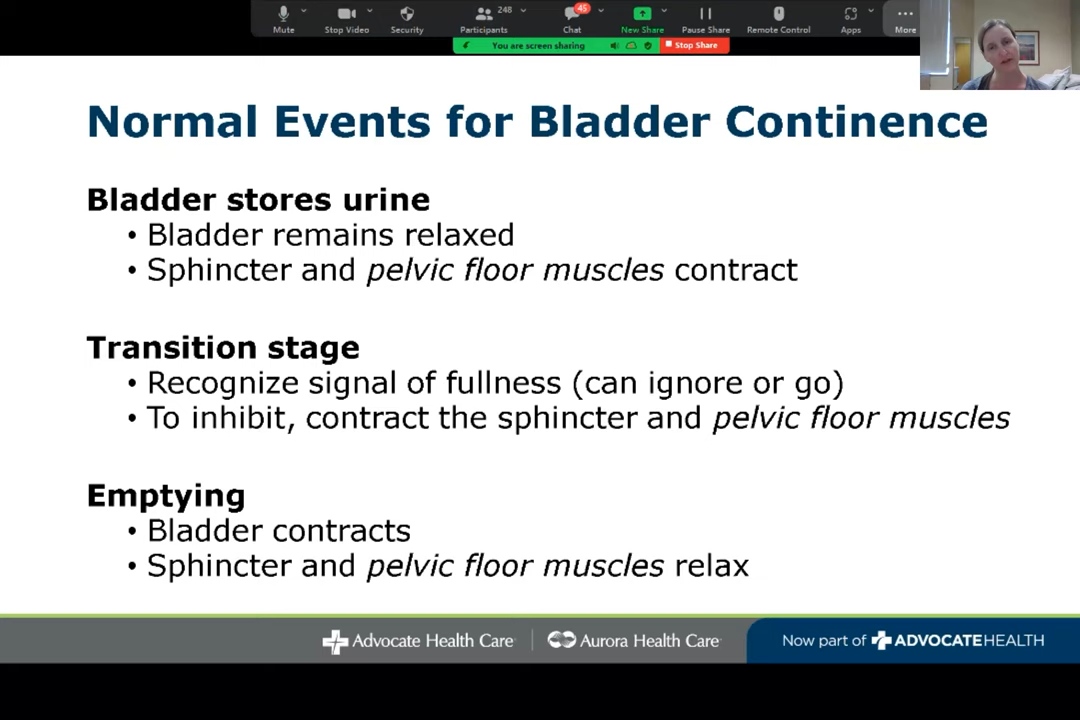 Mute
Stop Video
Security
248
Participants
45
Chat
New Share
Pause Share
Remote Control
Apps
More
You are screen sharing
Stop Share
Normal Events for Bladder Continence
Bladder stores urine
• Bladder remains relaxed
• Sphincter and pelvic floor muscles contract
Transition stage
• Recognize signal of fullness (can ignore or go)
• To inhibit, contract the sphincter and pelvic floor muscles
Emptying
• Bladder contracts
• Sphincter and pelvic floor muscles relax
Advocate Health Care
Aurora Health Care
Now part of ADVOCATEHEALTH